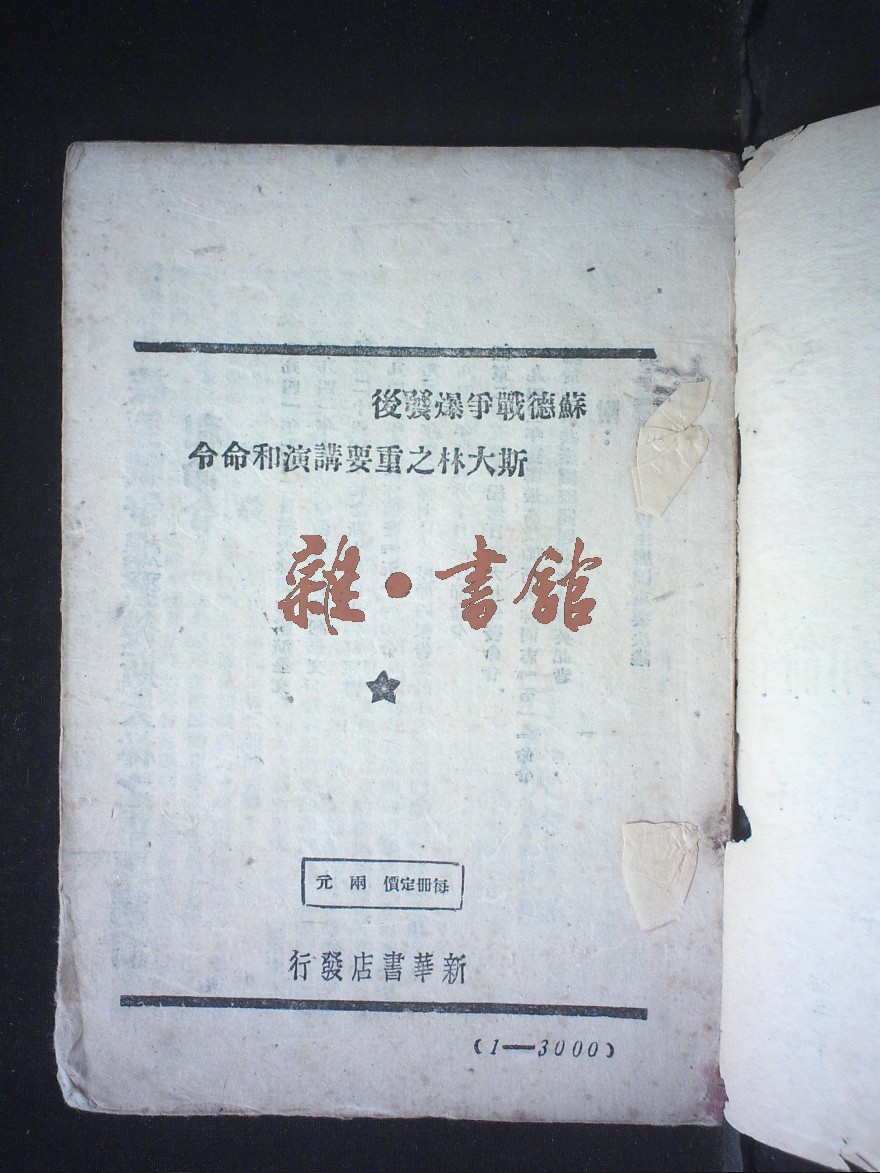 蘇德戰爭爆發後
斯大林之重要講演和命令
雜·書館
每冊定價 兩元
新華書店發行
(1—3000)